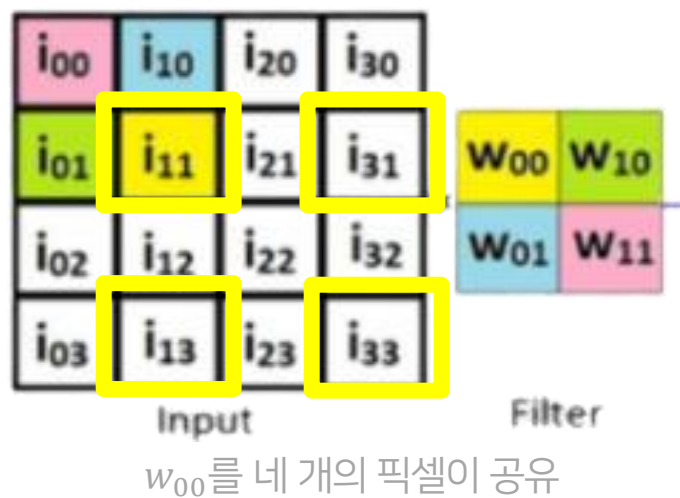 i₀₀ i₁₀ i₂₀ i₃₀
i₀₁ i₁₁ i₂₁ i₃₁
i₀₂ i₁₂ i₂₂ i₃₂
i₀₃ i₁₃ i₂₃ i₃₃
Input
W₀₀ W₁₀
W₀₁ W₁₁
Filter
w₀₀를 네 개의 픽셀이 공유